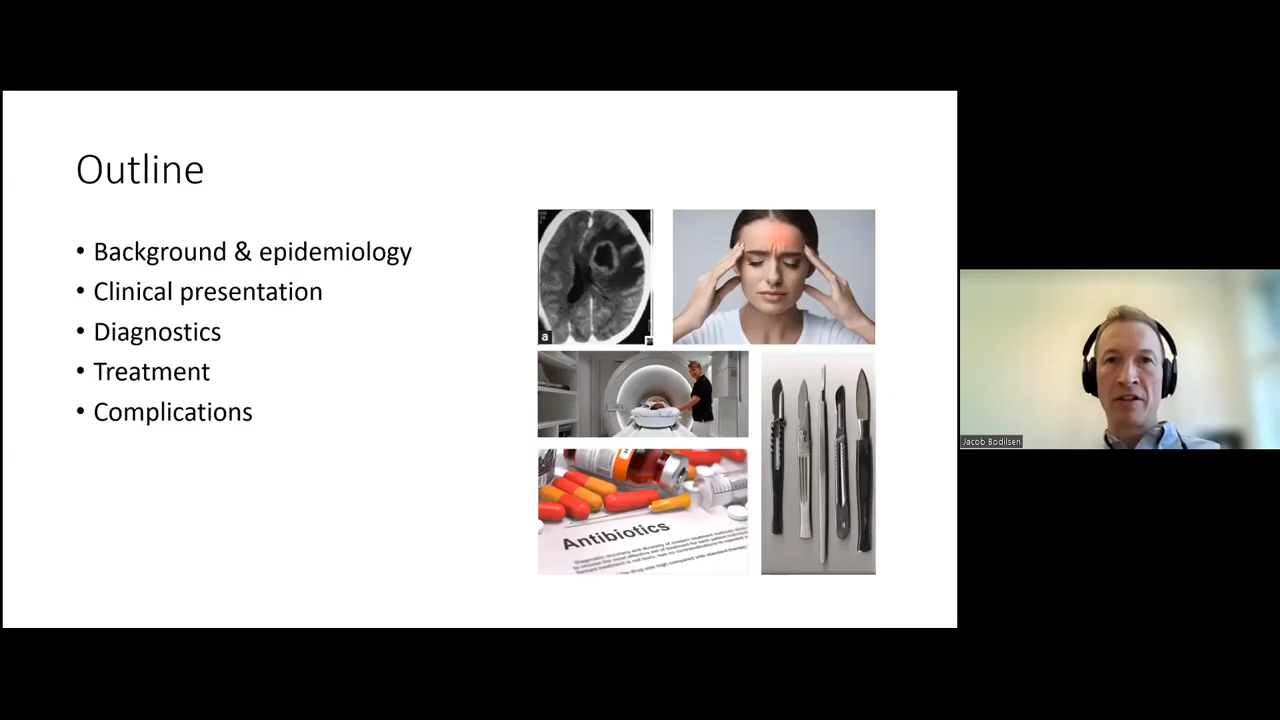 Outline
• Background & epidemiology
• Clinical presentation
• Diagnostics
• Treatment
• Complications
a
Antibiotics
Jacob Bodilsen